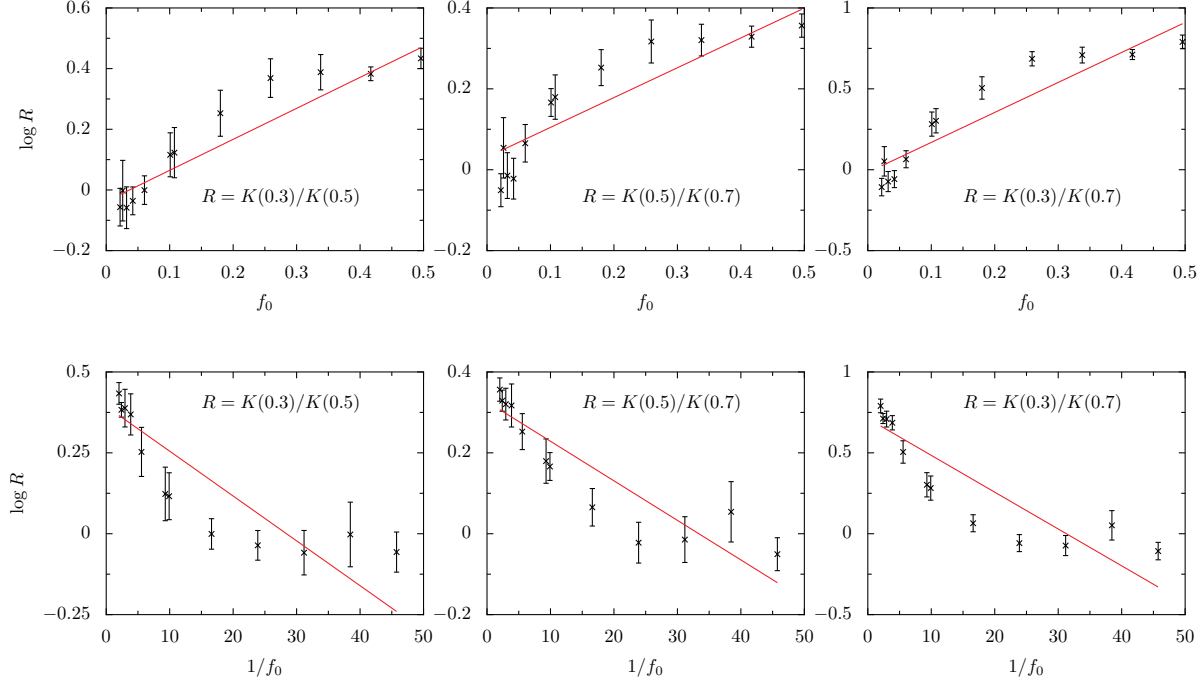 0.6
0.4
0.2
0
−0.2
log R
0 0.1 0.2 0.3 0.4 0.5
f₀
R = K(0.3)/K(0.5)
0.4
0.2
0
−0.2
0 0.1 0.2 0.3 0.4 0.5
f₀
R = K(0.5)/K(0.7)
1
0.5
0
−0.5
0 0.1 0.2 0.3 0.4 0.5
f₀
R = K(0.3)/K(0.7)
0.5
0.25
0
−0.25
log R
0 10 20 30 40 50
1/f₀
R = K(0.3)/K(0.5)
0.4
0.2
0
−0.2
0 10 20 30 40 50
1/f₀
R = K(0.5)/K(0.7)
1
0.5
0
−0.5
0 10 20 30 40 50
1/f₀
R = K(0.3)/K(0.7)